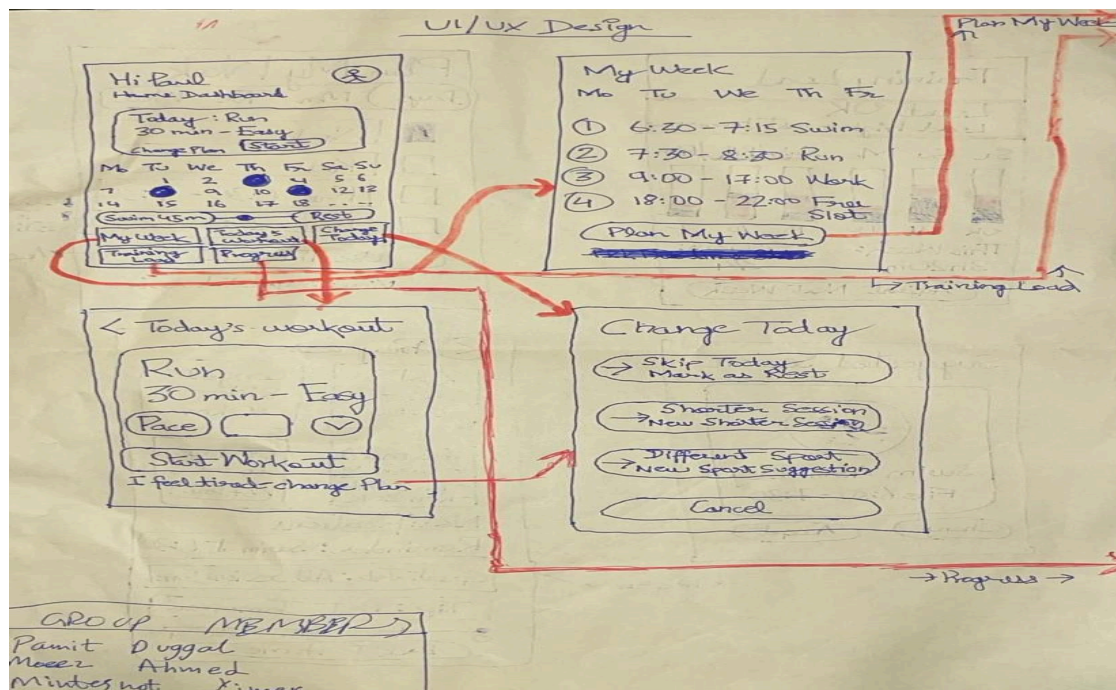 UI/UX Design
Plan My Week
Hi Paul
Home Dashboard
Today: Run
30 min - Easy
Change Plan Start
Mo Tu We Th Fr Sa Su
1 2 4 5 6
7 9 10 12 13
14 15 16 17 18
Swim 45m Rest
My Week Today's Workout Change Today
Training Load Progress
My Week
Mo Tu We Th Fr
1 6:30 - 7:15 Swim
2 7:30 - 8:30 Run
3 9:00 - 17:00 Work
4 18:00 - 22:00 Free
Slot
Plan My Week
Training Load
< Today's workout
Run
30 min - Easy
Pace
Start Workout
I feel tired - change Plan
Change Today
→ Skip Today
Mark as Rest
Shorter Session
→ New Shorter Session
Different Sport
→ New Sport Suggestion
Cancel
→ Progress →
GROUP MEMBERS
Pamit Duggal
Moeez Ahmed